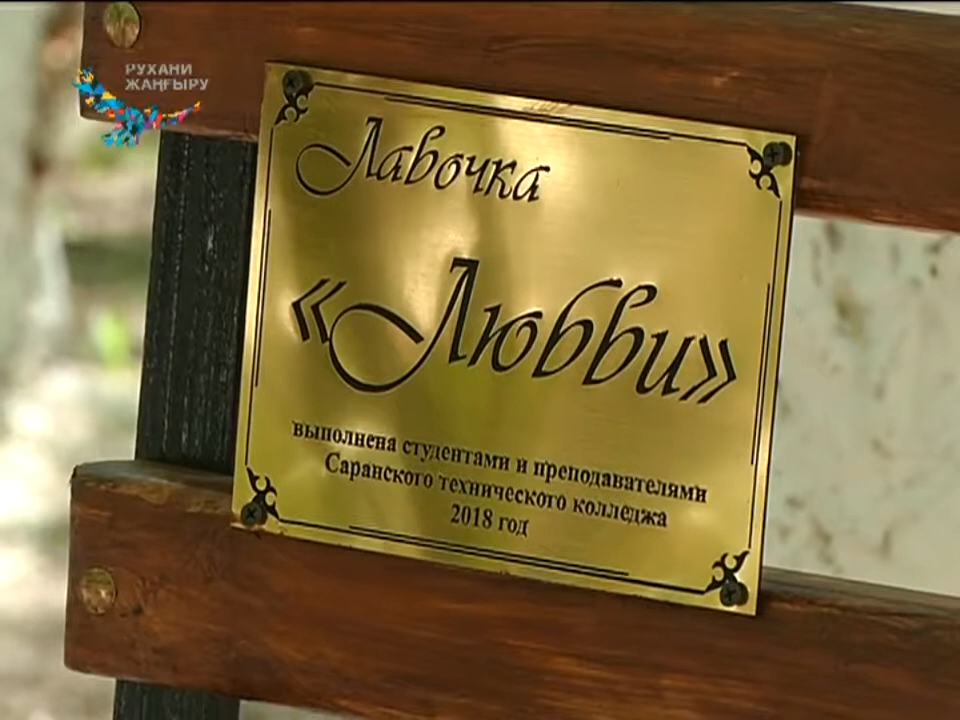 РУХАНИ
ЖАҢҒЫРУ
Лавочка
«Любви»
выполнена студентами и преподавателями
Саранского технического колледжа
2018 год